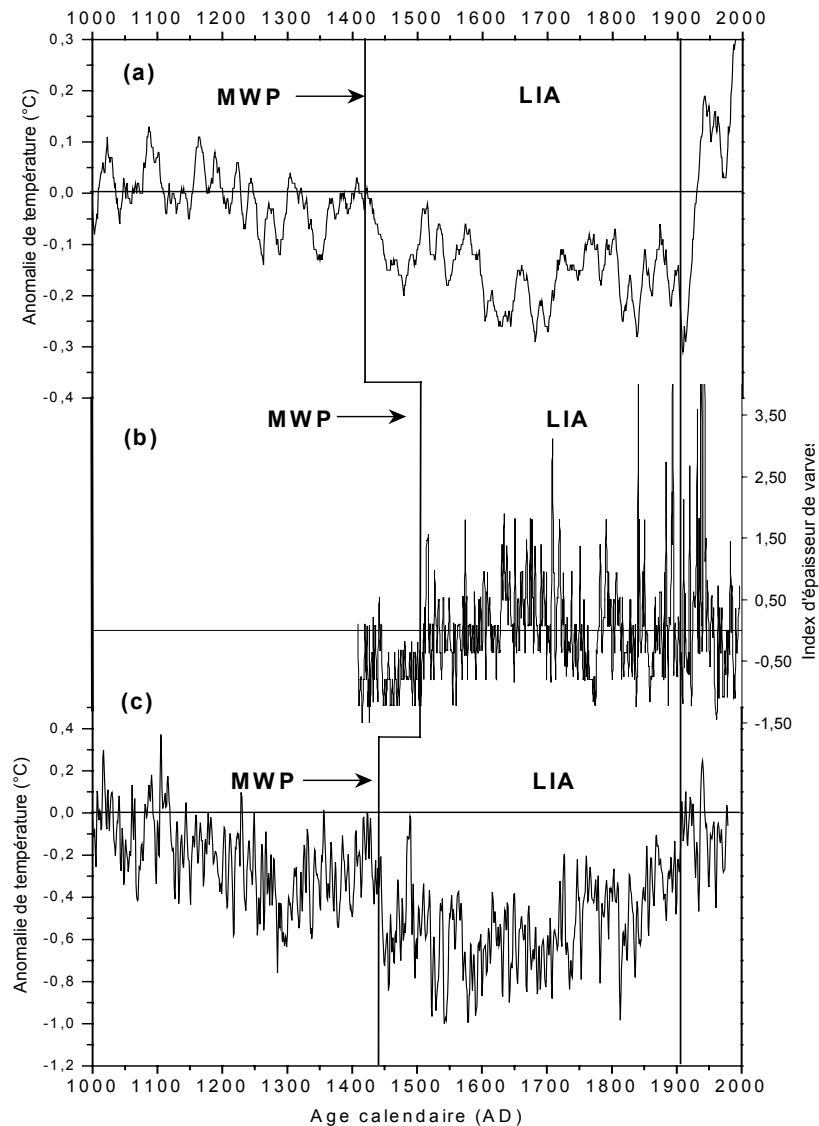 1000 1100 1200 1300 1400 1500 1600 1700 1800 1900 2000
0,3
0,2
0,1
0,0
-0,1
-0,2
-0,3
-0,4
Anomalie de température (°C)
(a)
MWP
LIA
(b)
MWP
LIA
3,50
2,50
1,50
0,50
-0,50
-1,50
Index d'épaisseur de varves
(c)
MWP
LIA
0,4
0,2
0,0
-0,2
-0,4
-0,6
-0,8
-1,0
-1,2
Anomalie de température (°C)
1000 1100 1200 1300 1400 1500 1600 1700 1800 1900 2000
Age calendaire (AD)